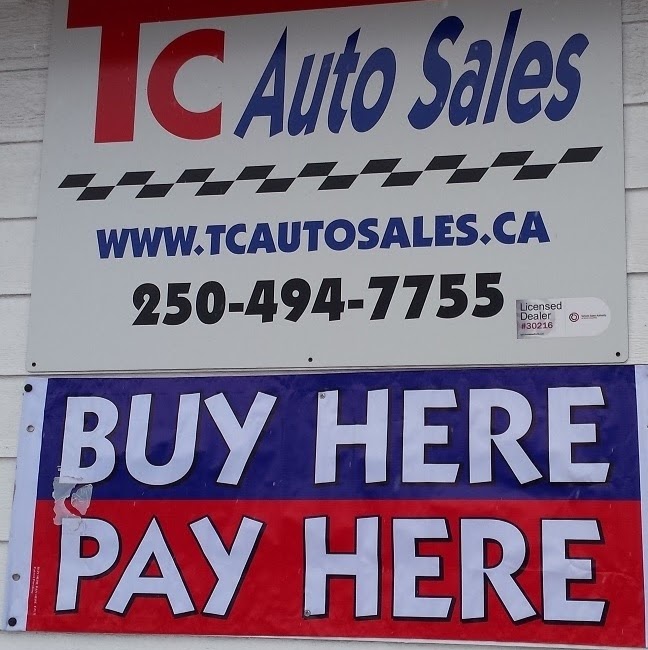 TC Auto Sales
WWW.TCAUTOSALES.CA
250-494-7755
Licensed
Dealer
#30216
BUY HERE
PAY HERE